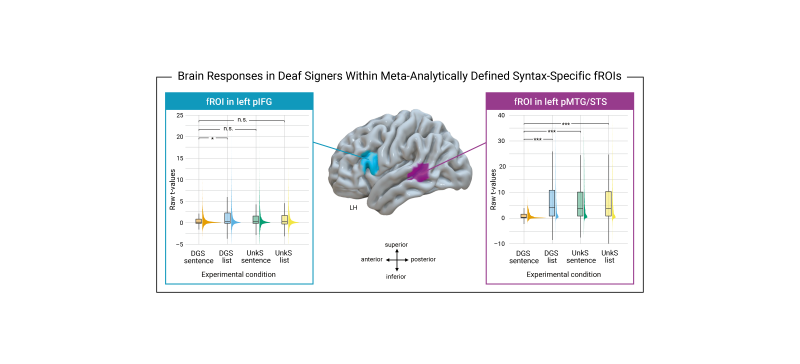 Brain Responses in Deaf Signers Within Meta-Analytically Defined Syntax-Specific fROIs
fROI in left pIFG
25
20
15
10
5
0
−5
Raw t-values
n.s.
n.s.
*
DGS sentence
DGS list
UnkS sentence
UnkS list
Experimental condition
LH
superior
anterior
posterior
inferior
fROI in left pMTG/STS
40
30
20
10
0
−10
Raw t-values
***
***
***
DGS sentence
DGS list
UnkS sentence
UnkS list
Experimental condition